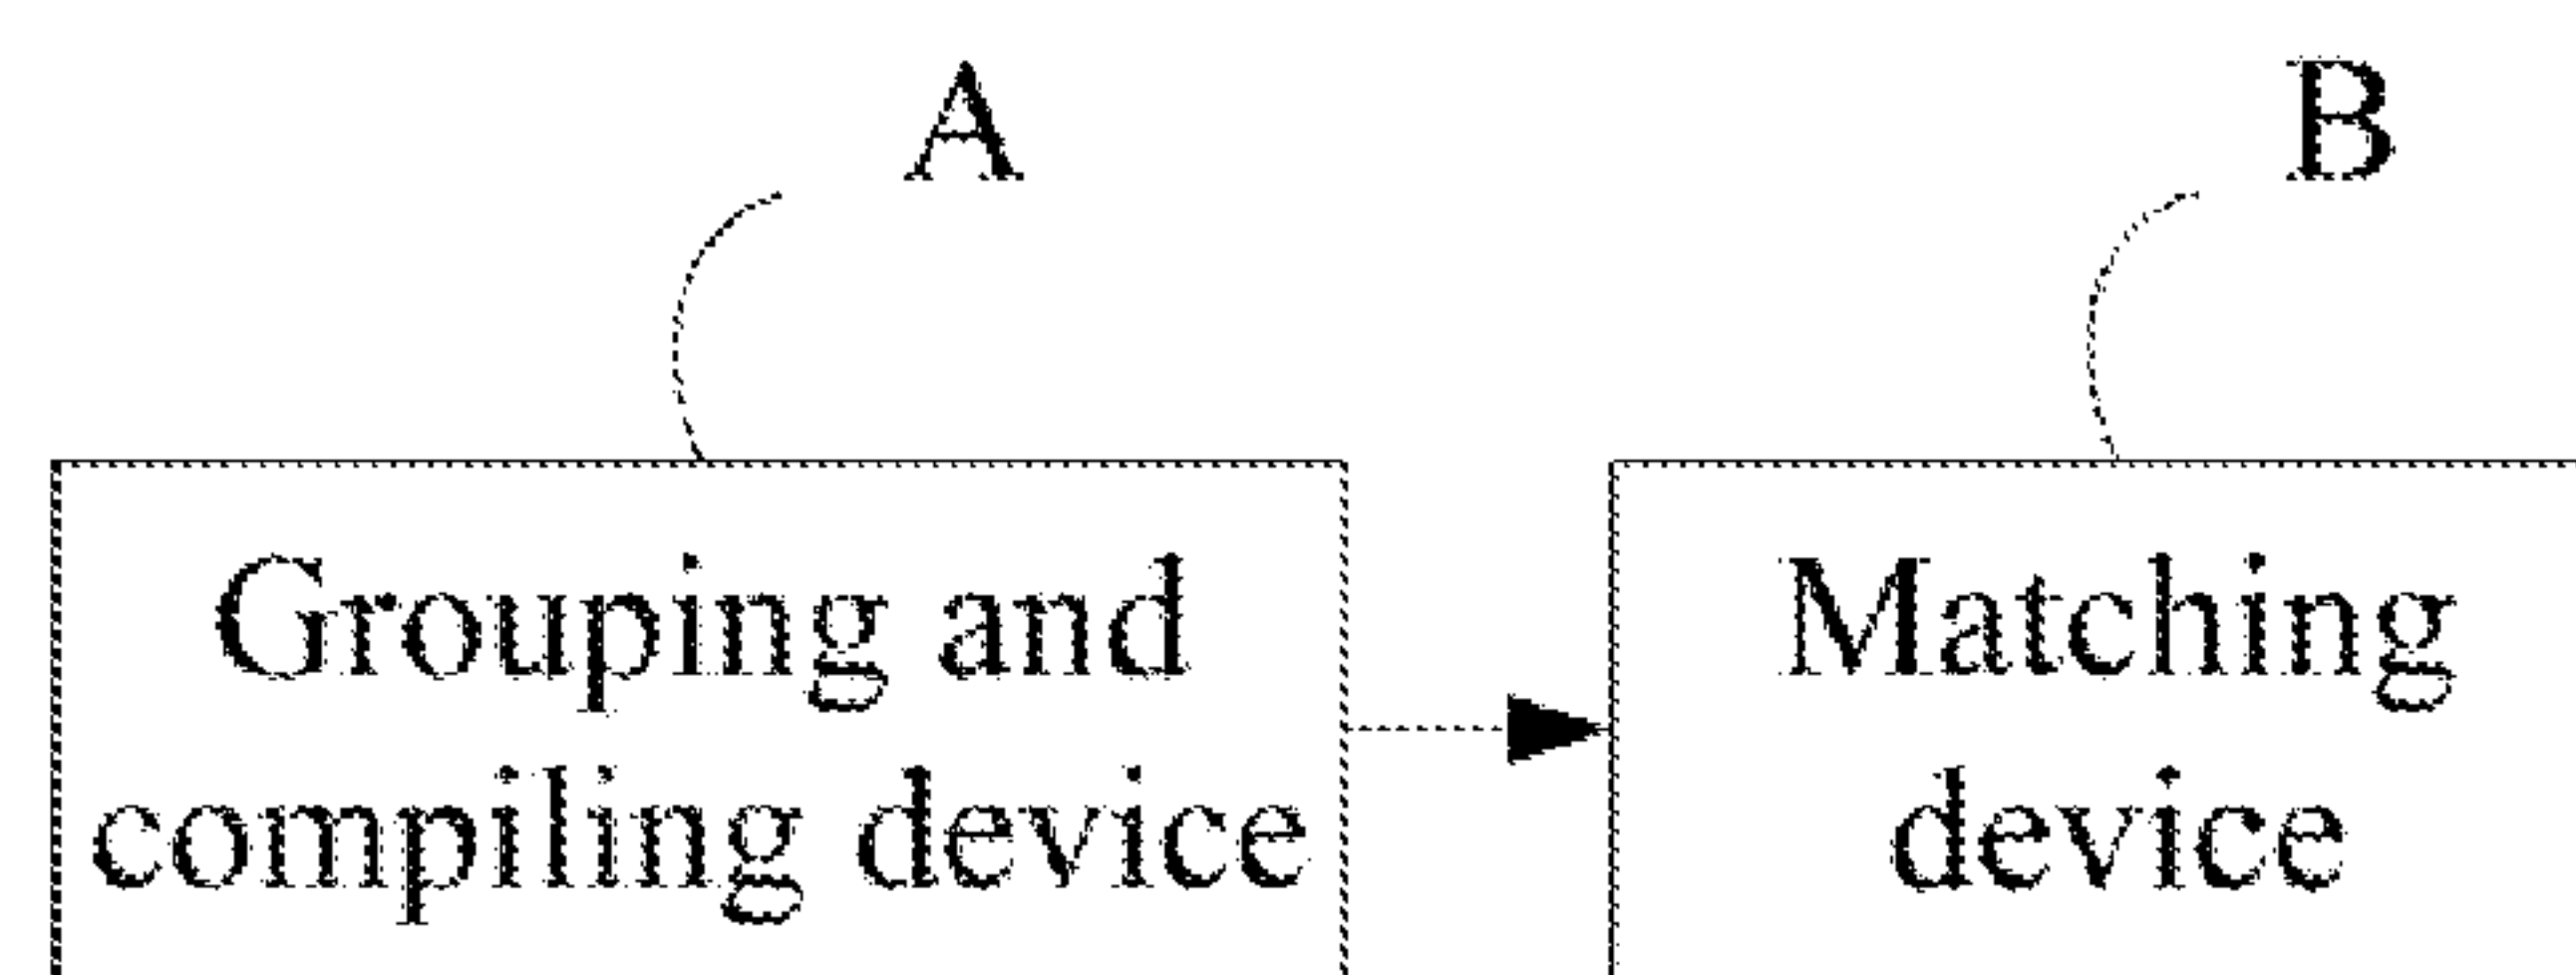 A
B
Grouping and
compiling device
Matching
device